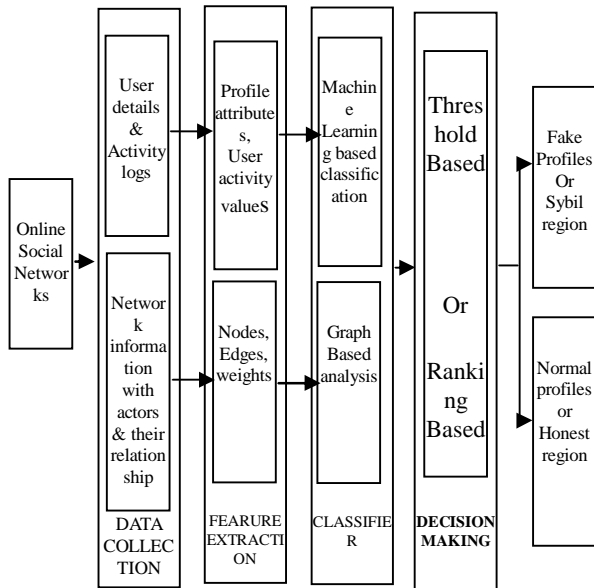 Online
Social
Networ
ks
User
details
&
Activity
logs
Network
k
information
with
actors
& their
relation
ship
DATA
COLLEC
TION
Profile
attribute
s,
User
activity
values
Nodes,
Edges,
weights
FEARURE
EXTRACTI
ON
Machin
e
Learnin
g based
classific
ation
Graph
Based
analysis
CLASSIFIE
R
Thres
hold
Based
Or
Ranki
ng
Based
DECISION
MAKING
Fake
Profiles
Or
Sybil
region
Normal
profiles
or
Honest
region